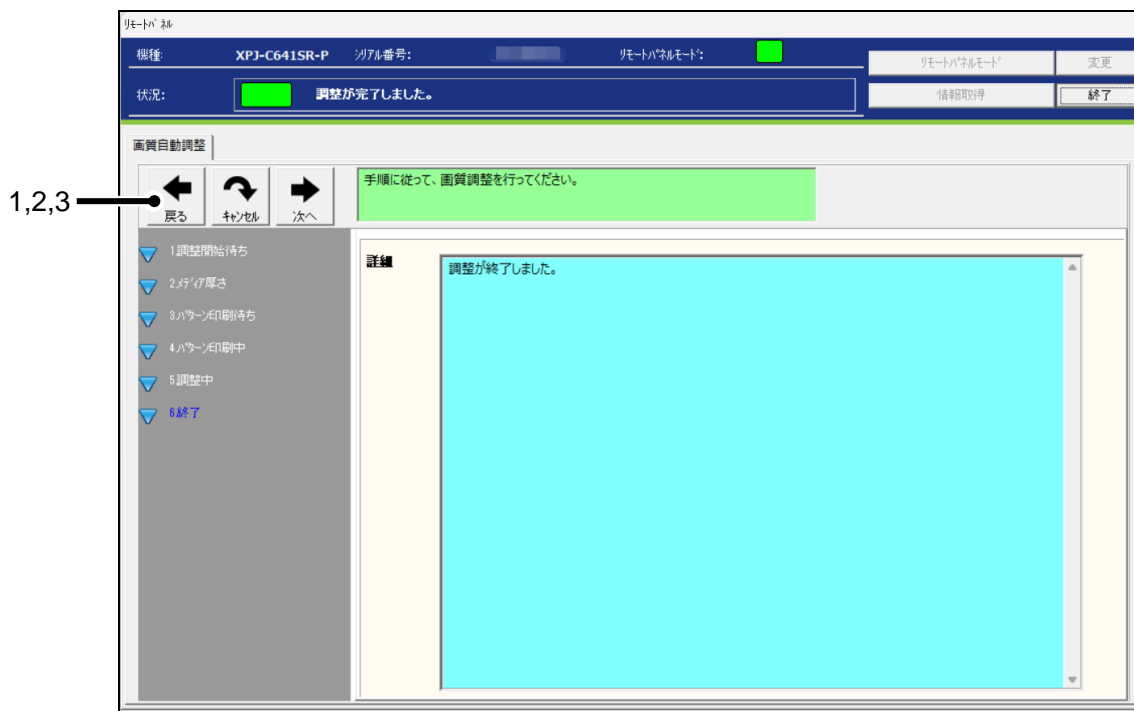 リモートパネル
機種: XPJ-C641SR-P シリアル番号: リモートパネルモード:
リモートパネルモード 変更
状況: 調整が完了しました。
情報取得 終了
画質自動調整
手順に従って、画質調整を行ってください。
1,2,3
戻る キャンセル 次へ
1.調整開始待ち
2.メディア厚さ
3.パターン印刷待ち
4.パターン印刷中
5.調整中
6.終了
詳細
調整が終了しました。